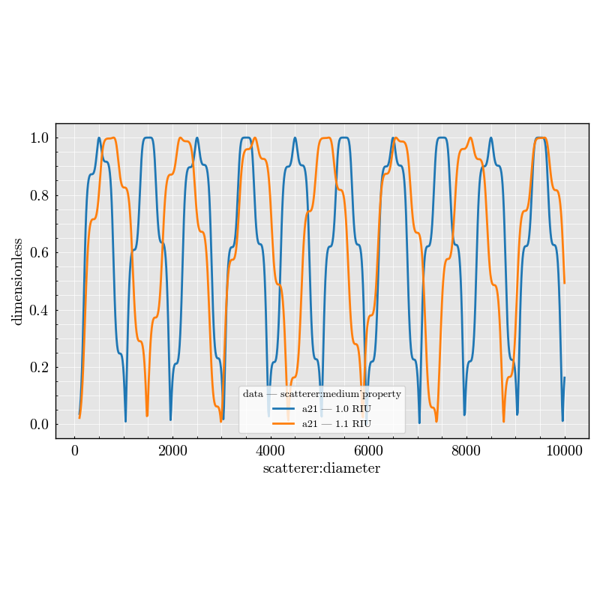 1.0
0.8
0.6
0.4
0.2
0.0
dimensionless
data — scatterer:medium'property
a21 — 1.0 RIU
a21 — 1.1 RIU
0 2000 4000 6000 8000 10000
scatterer:diameter